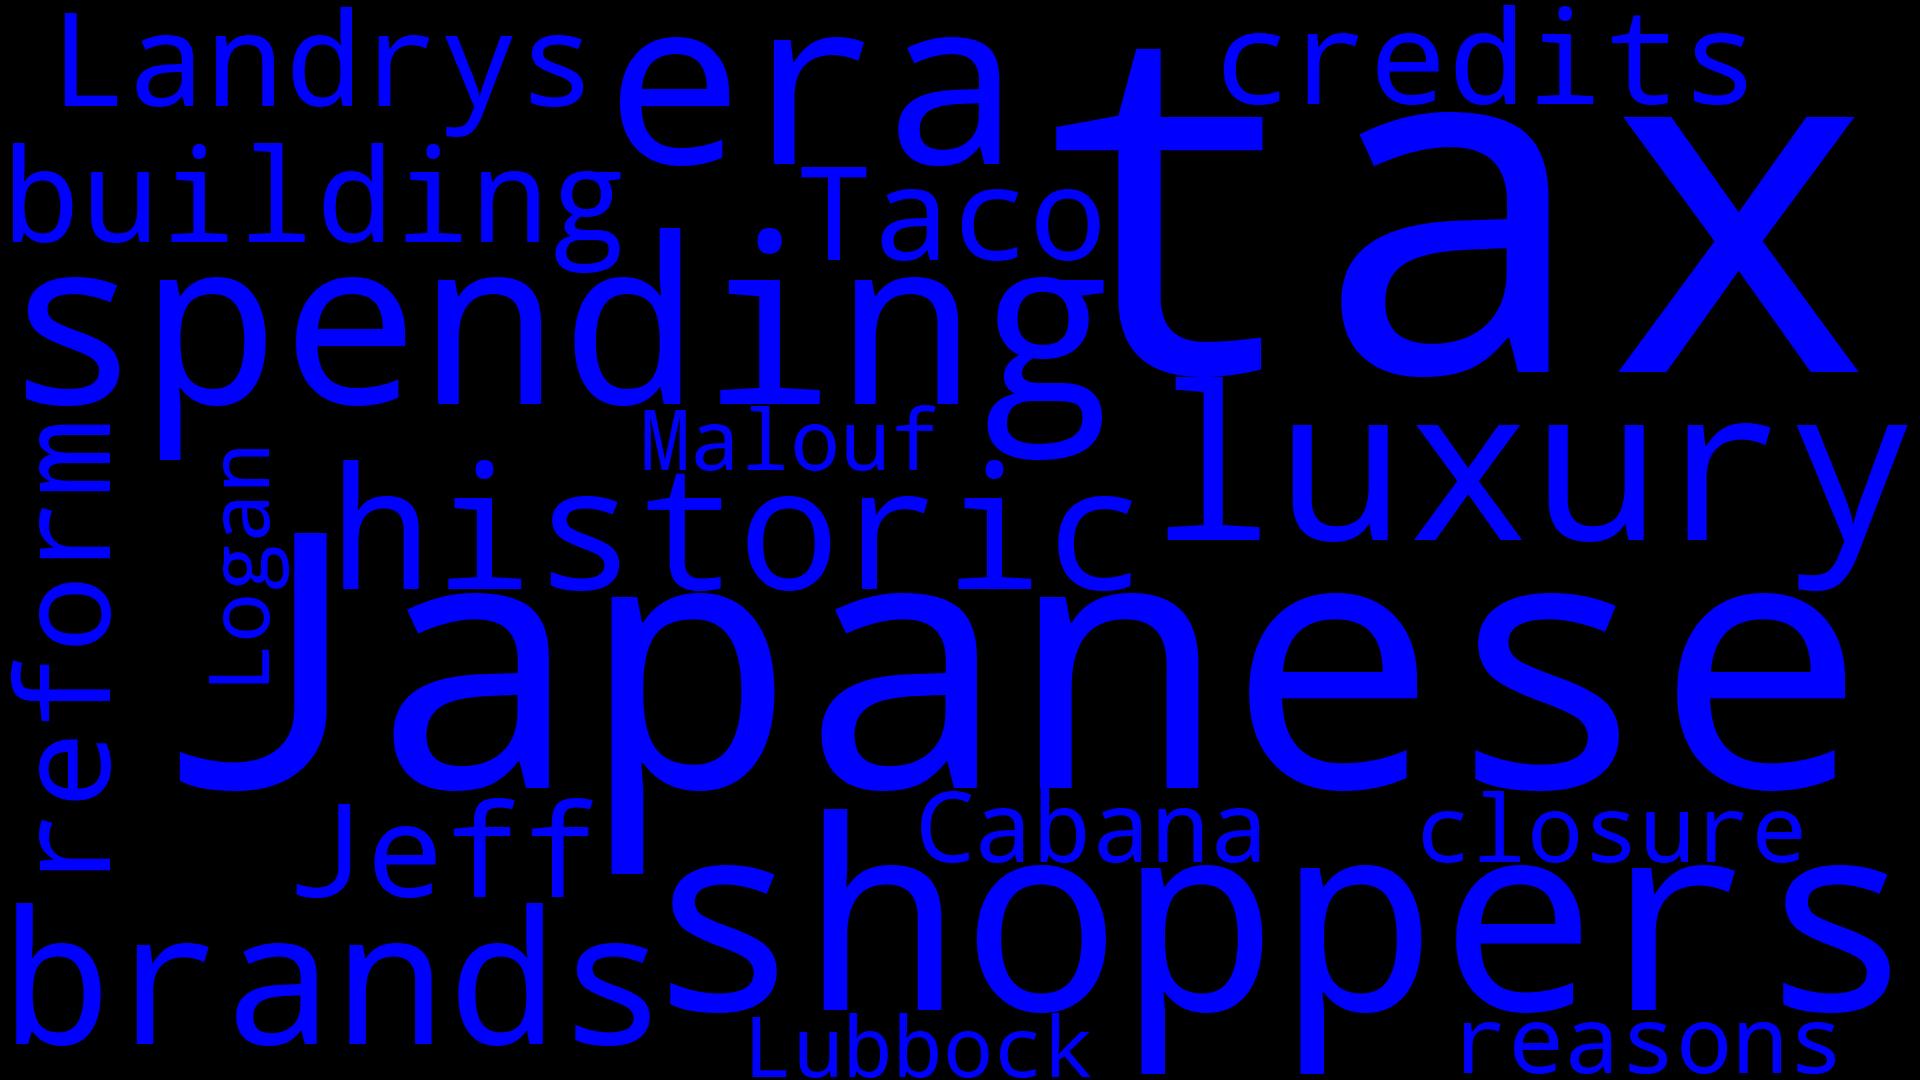 Landrys era credits
tax
building Taco
spending
Malouf luxury
reform Logan historic
Japanese
Jeff Cabana closure
shoppers
brands
Lubbock reasons